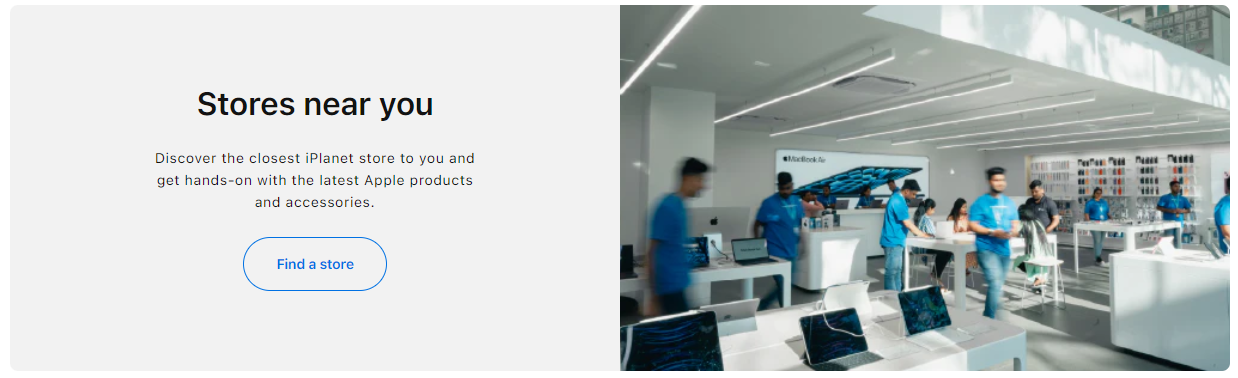 Stores near you
Discover the closest iPlanet store to you and
get hands-on with the latest Apple products
and accessories.
Find a store
MacBook Air